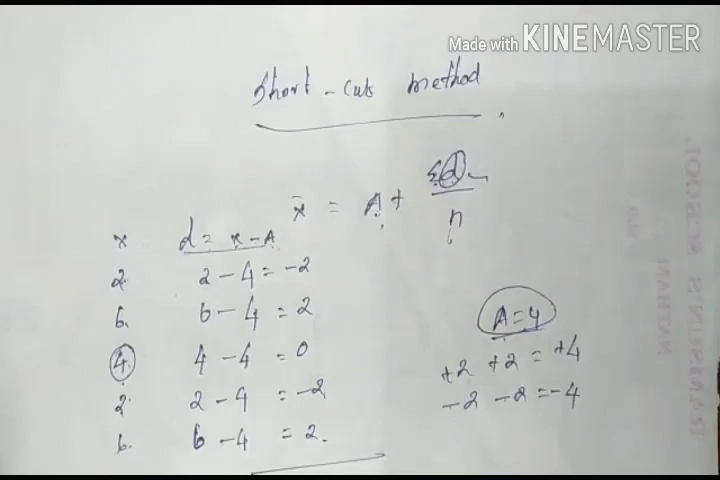 Made with KINEMASTER
Short-cut method
x̄ = A + Σd
n
x d = x - A
2 2 - 4 = -2
6 6 - 4 = 2
4 4 - 4 = 0
2 2 - 4 = -2
6 6 - 4 = 2
A = 4
+2 +2 = +4
-2 -2 = -4